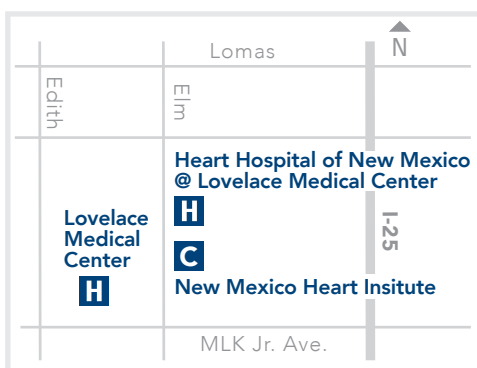 Lomas
N
Edith
Elm
Heart Hospital of New Mexico
@ Lovelace Medical Center
H
Lovelace
Medical
Center
H
I-25
C
New Mexico Heart Insitute
MLK Jr. Ave.